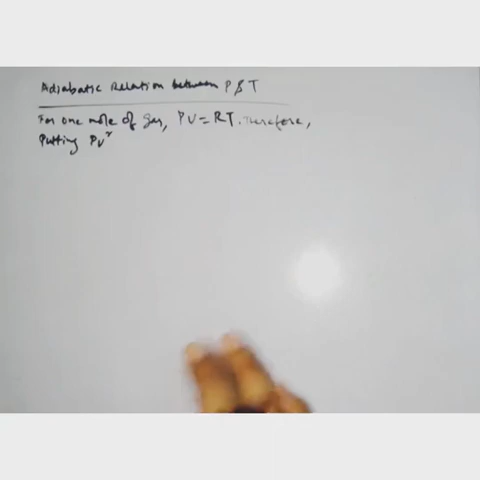 Adiabatic Relation between P & T
For one mole of gas, PV = RT. Therefore,
Putting PV^γ